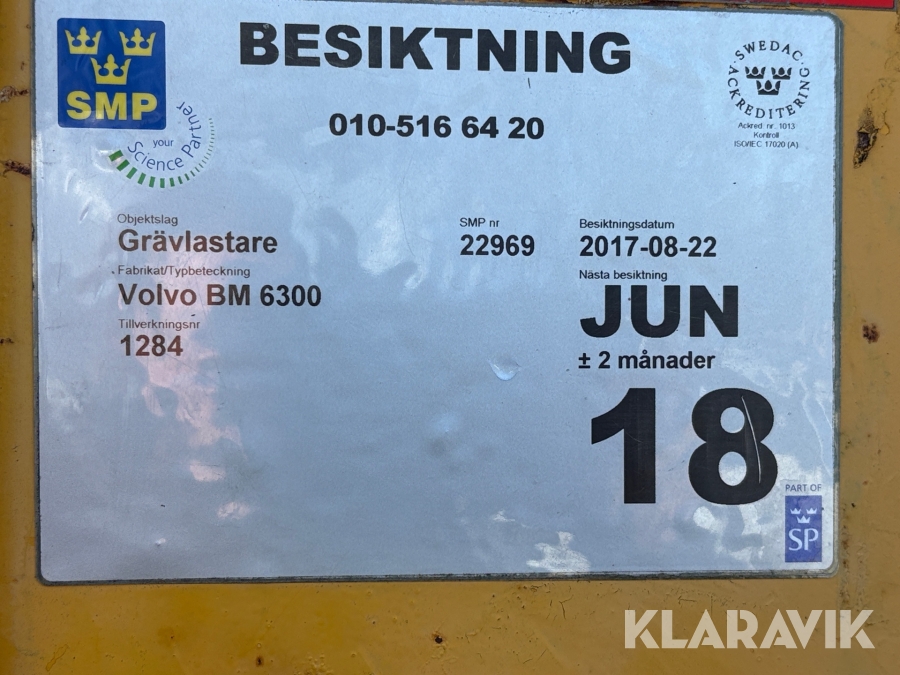 BESIKTNING
SMP
your
Science Partner
010-516 64 20
SWEDAC
ACKREDITERING
Ackred. nr. 1013
Kontroll
ISO/IEC 17020 (A)
Objektslag
Grävlastare
SMP nr
22969
Besiktningsdatum
2017-08-22
Fabrikat/Typbeteckning
Volvo BM 6300
Nästa besiktning
JUN
± 2 månader
18
Tillverkningsnr
1284
PART OF
SP
KLARAVIK